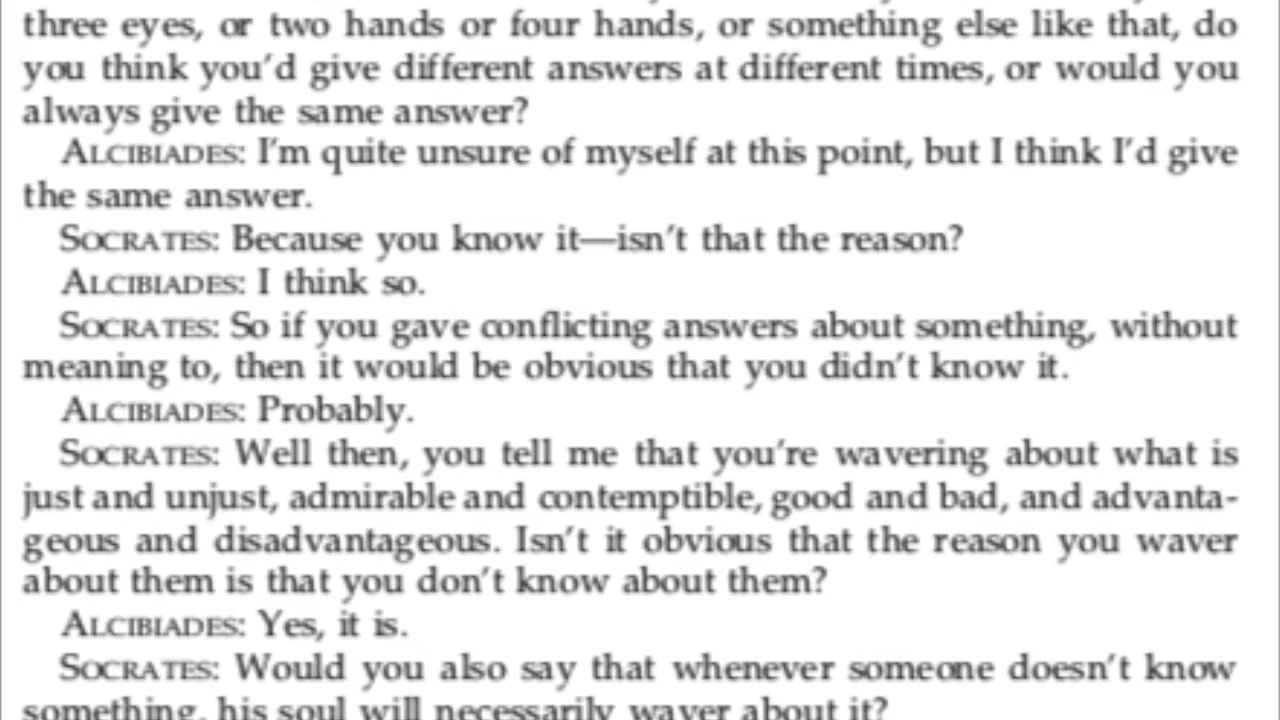 three eyes, or two hands or four hands, or something else like that, do
you think you'd give different answers at different times, or would you
always give the same answer?
ALCIBIADES: I'm quite unsure of myself at this point, but I think I'd give
the same answer.
SOCRATES: Because you know it—isn't that the reason?
ALCIBIADES: I think so.
SOCRATES: So if you gave conflicting answers about something, without
meaning to, then it would be obvious that you didn't know it.
ALCIBIADES: Probably.
SOCRATES: Well then, you tell me that you're wavering about what is
just and unjust, admirable and contemptible, good and bad, and advanta-
geous and disadvantageous. Isn't it obvious that the reason you waver
about them is that you don't know about them?
ALCIBIADES: Yes, it is.
SOCRATES: Would you also say that whenever someone doesn't know
something, his soul will necessarily waver about it?